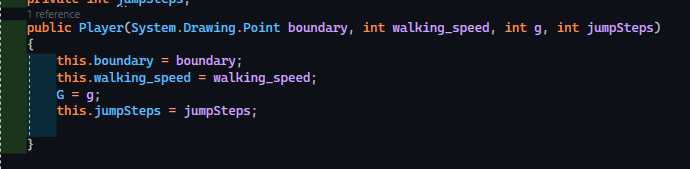 private int jumpSteps;
1 reference
public Player(System.Drawing.Point boundary, int walking_speed, int g, int jumpSteps)
{
this.boundary = boundary;
this.walking_speed = walking_speed;
G = g;
this.jumpSteps = jumpSteps;
}